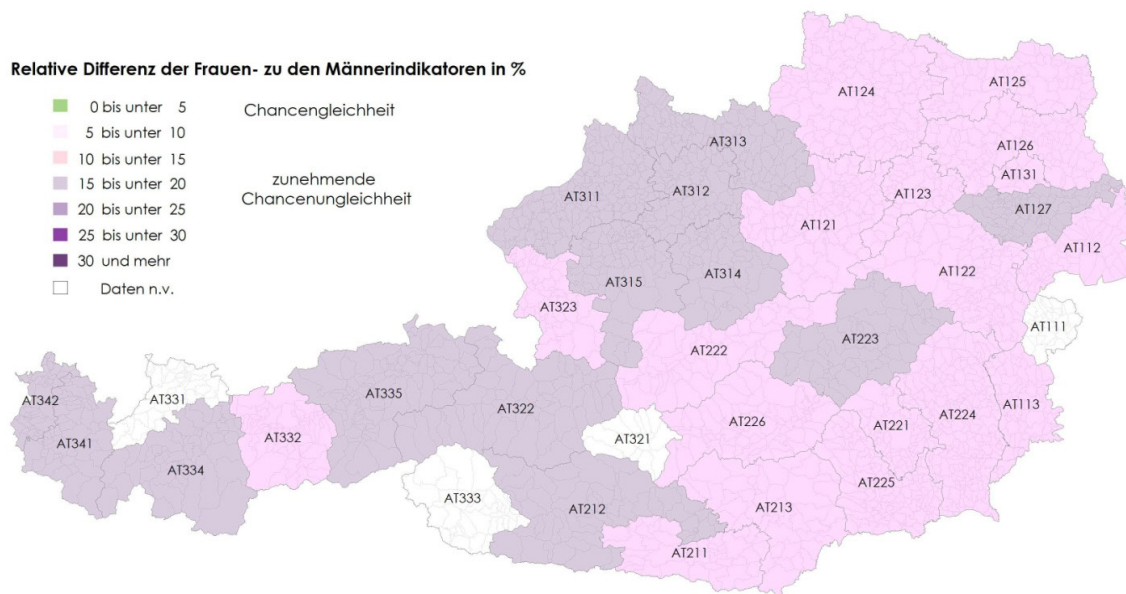 Relative Differenz der Frauen- zu den Männerindikatoren in %
0 bis unter 5 Chancengleichheit
5 bis unter 10
10 bis unter 15
15 bis unter 20 zunehmende
20 bis unter 25 Chancenungleichheit
25 bis unter 30
30 und mehr
Daten n.v.
AT124
AT125
AT313
AT126
AT131
AT311
AT312
AT123
AT127
AT121
AT112
AT314
AT122
AT315
AT323
AT111
AT222
AT223
AT342
AT331
AT335
AT322
AT113
AT332
AT321
AT226
AT221
AT224
AT341
AT334
AT333
AT225
AT212
AT213
AT211